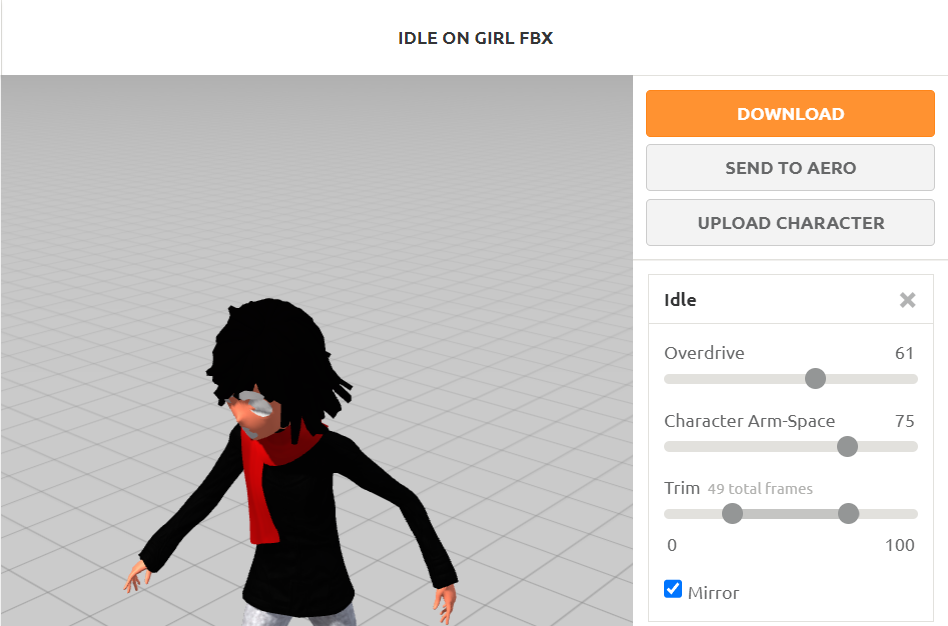 IDLE ON GIRL FBX
DOWNLOAD
SEND TO AERO
UPLOAD CHARACTER
Idle
Overdrive 61
Character Arm-Space 75
Trim 49 total frames
0 100
Mirror